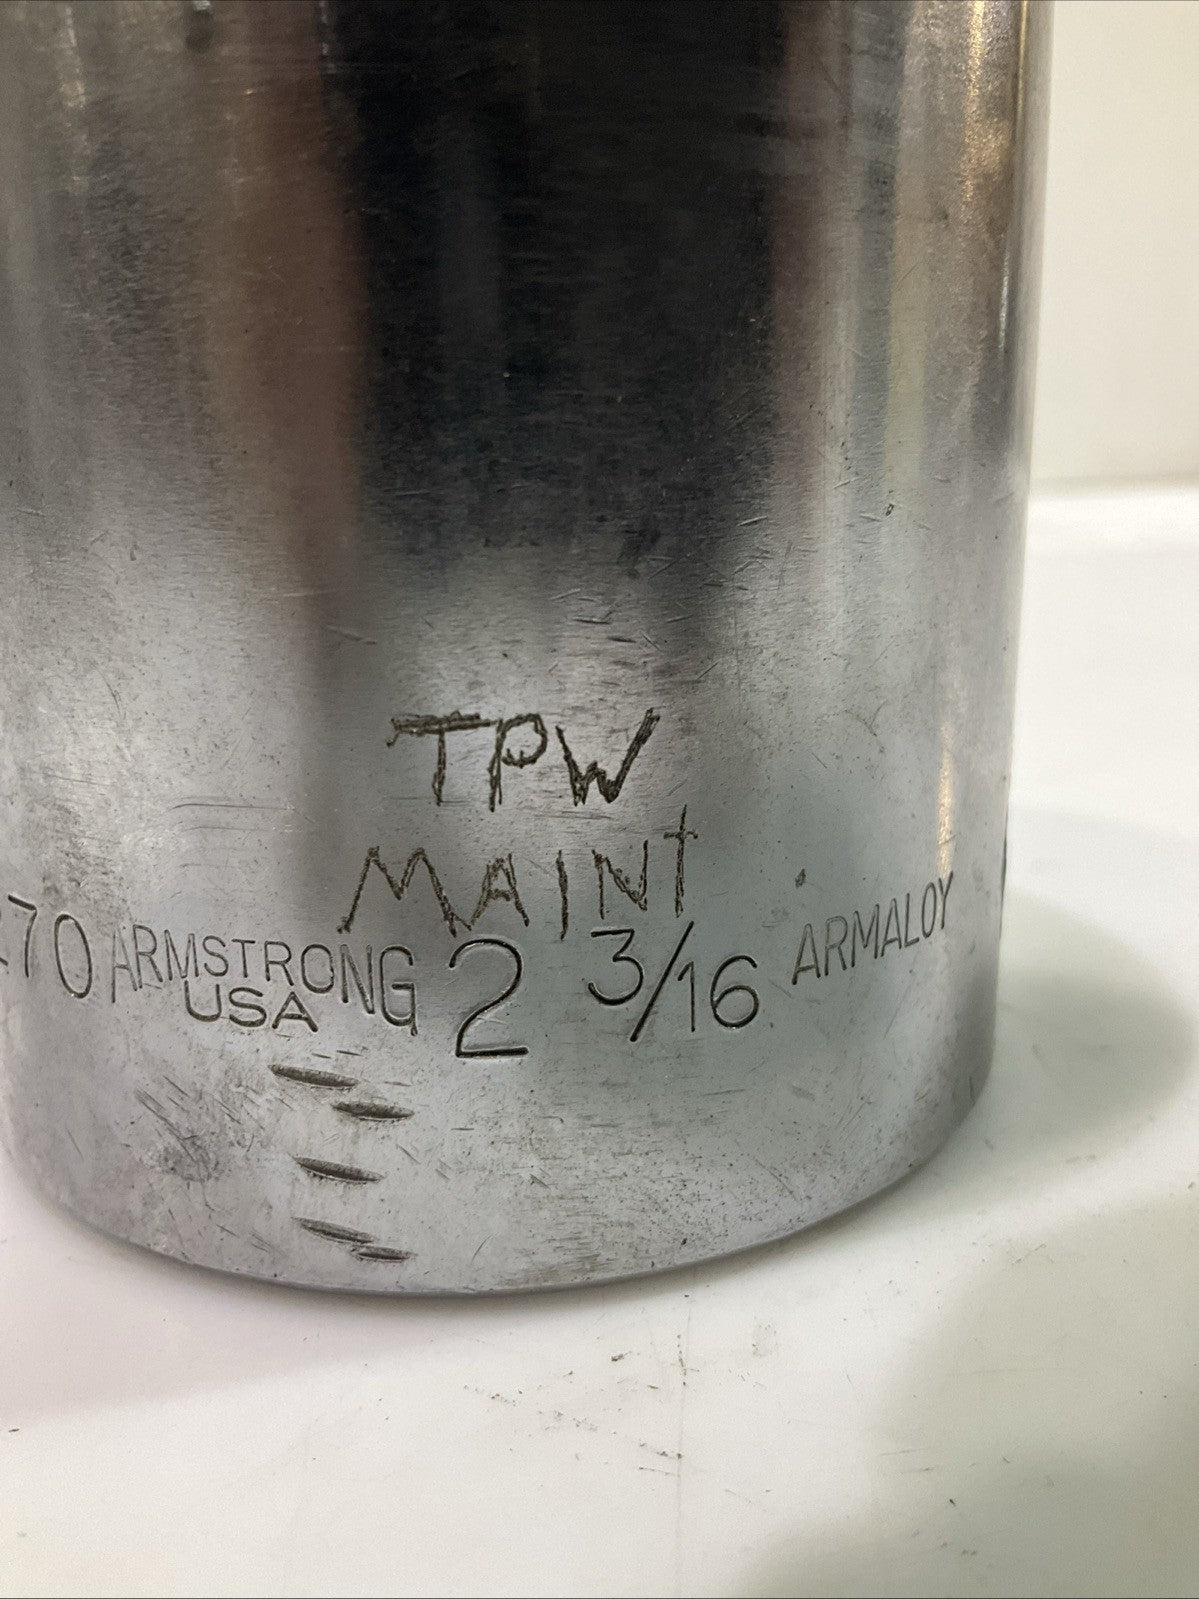 TPW
MAINt
70 ARMSTRONG 2 3/16 ARMALOY
USA